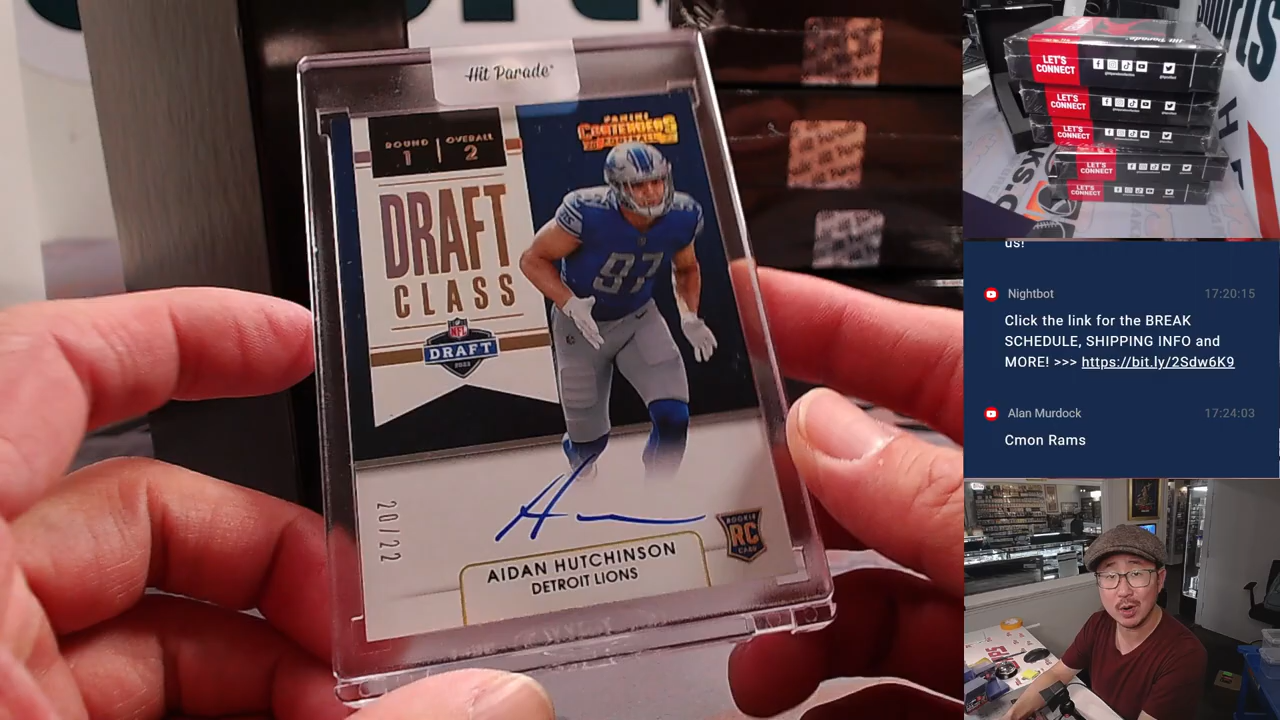 Hit Parade
ROUND 1 | OVERALL 2
PANINI
CONTENDERS
FOOTBALL
DRAFT
CLASS
NFL
DRAFT
2022
97
20/22
ROOKIE
RC
CARD
AIDAN HUTCHINSON
DETROIT LIONS
Hit Parade
LET'S
CONNECT
LET'S
CONNECT
LET'S
CONNECT
LET'S
CONNECT
LET'S
CONNECT
us!
Nightbot 17:20:15
Click the link for the BREAK
SCHEDULE, SHIPPING INFO and
MORE! >>> https://bit.ly/2Sdw6K9
Alan Murdock 17:24:03
Cmon Rams